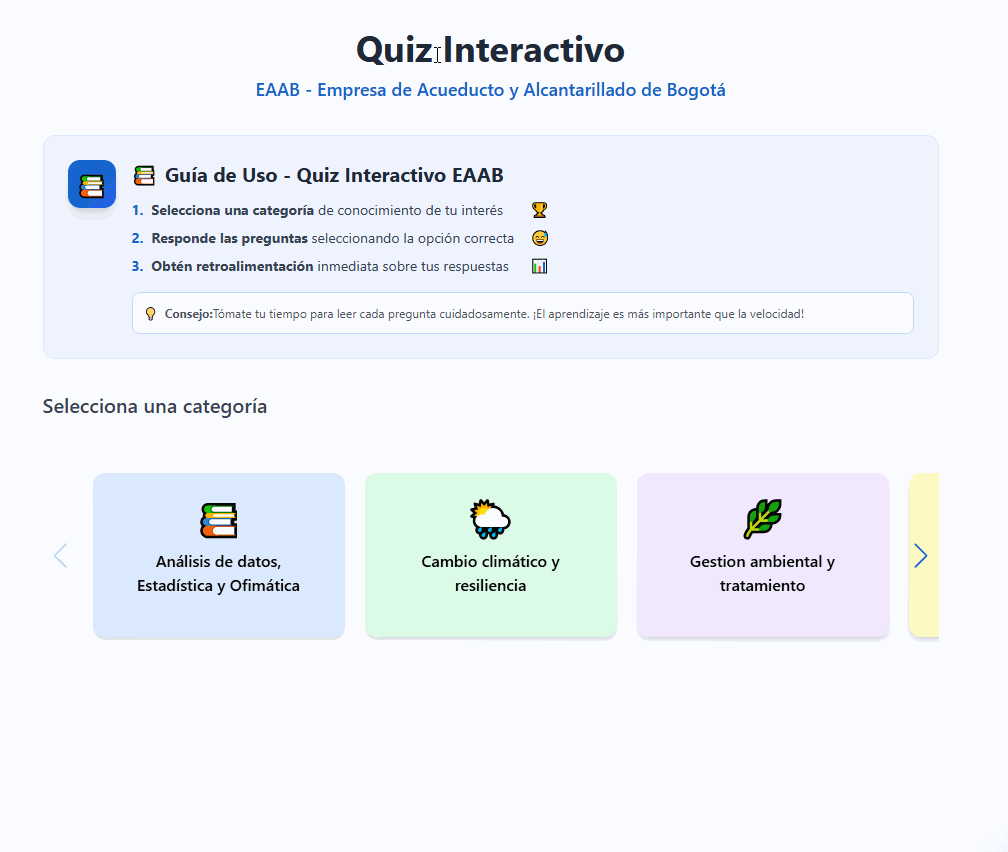 Quiz Interactivo
EAAB - Empresa de Acueducto y Alcantarillado de Bogotá
Guía de Uso - Quiz Interactivo EAAB
1. Selecciona una categoría de conocimiento de tu interés
2. Responde las preguntas seleccionando la opción correcta
3. Obtén retroalimentación inmediata sobre tus respuestas
Consejo:Tómate tu tiempo para leer cada pregunta cuidadosamente. ¡El aprendizaje es más importante que la velocidad!
Selecciona una categoría
Análisis de datos,
Estadística y Ofimática
Cambio climático y
resiliencia
Gestion ambiental y
tratamiento